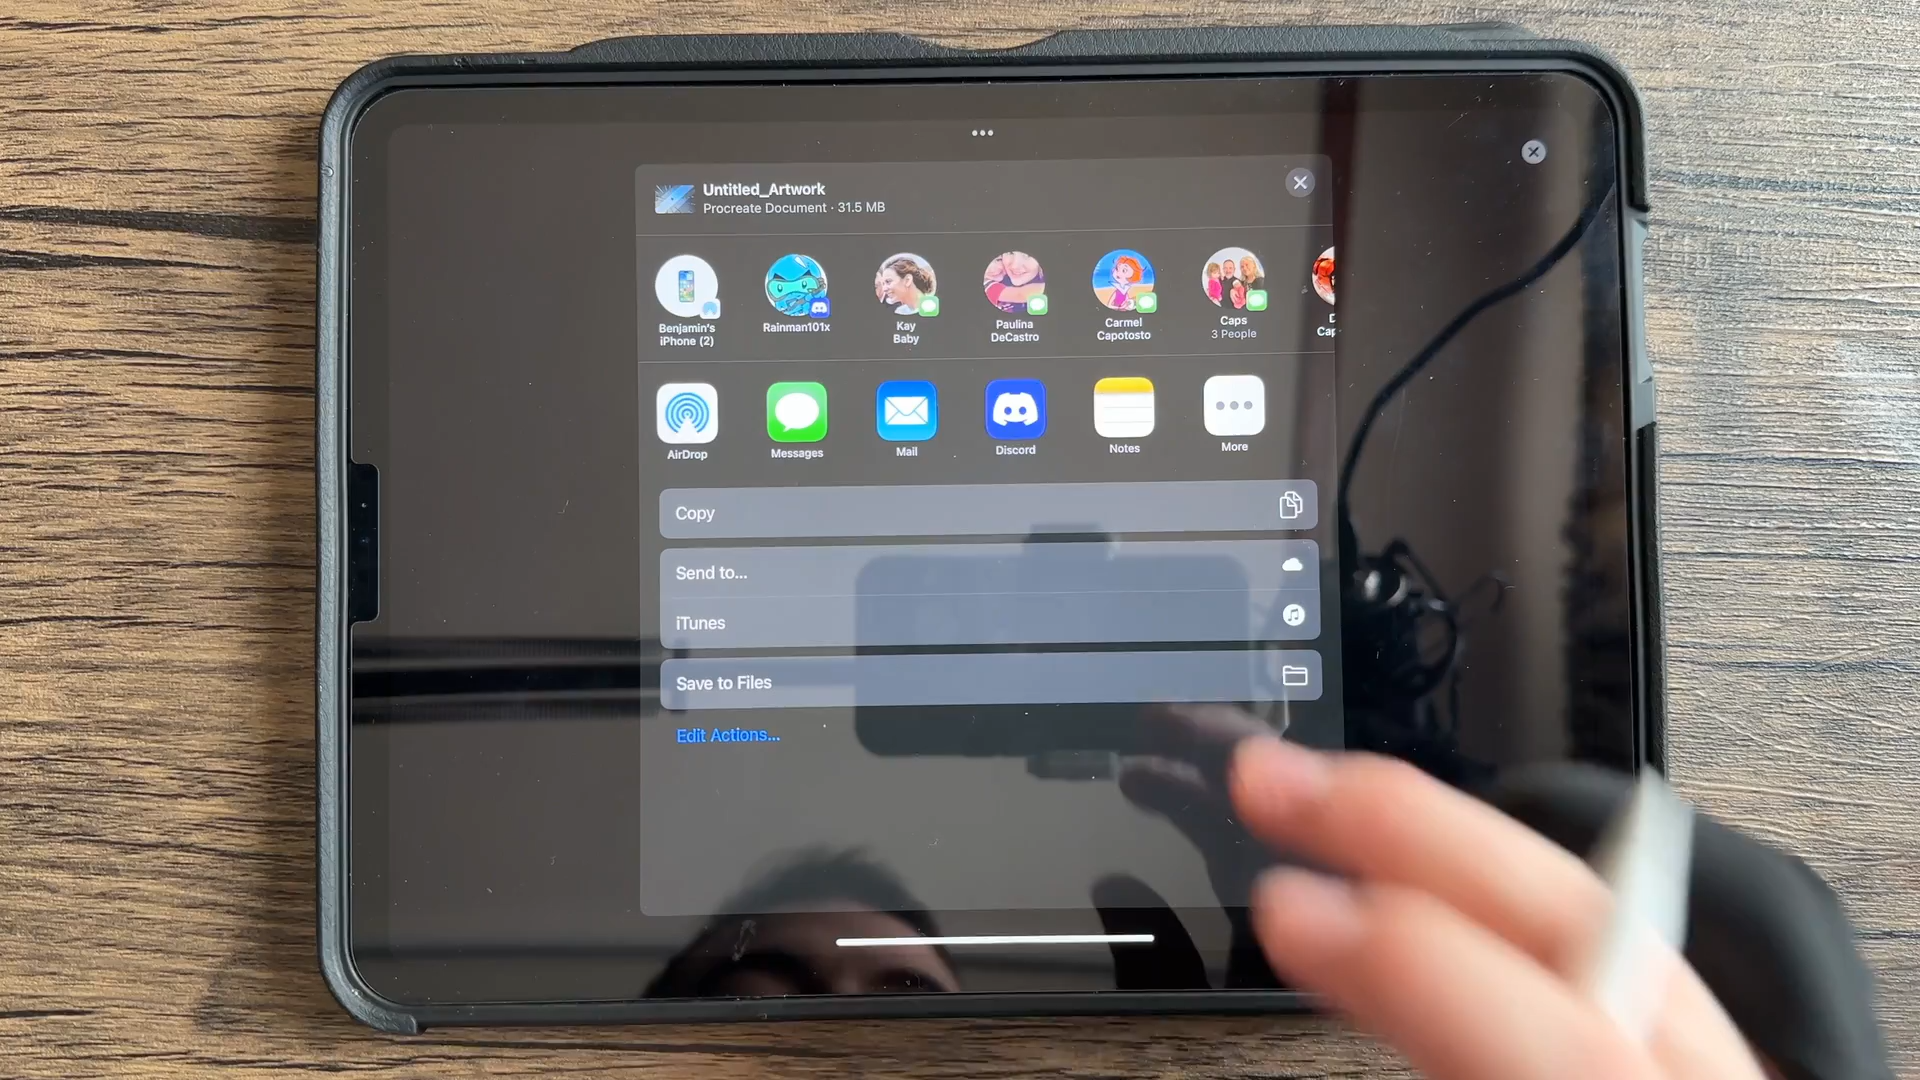 Untitled_Artwork
Procreate Document · 31.5 MB
Benjamin's
iPhone (2)
Rainman101x
Kay
Baby
Paulina
DeCastro
Carmel
Capotosto
Caps
3 People
D
Cap
AirDrop
Messages
Mail
Discord
Notes
More
Copy
Send to...
iTunes
Save to Files
Edit Actions...